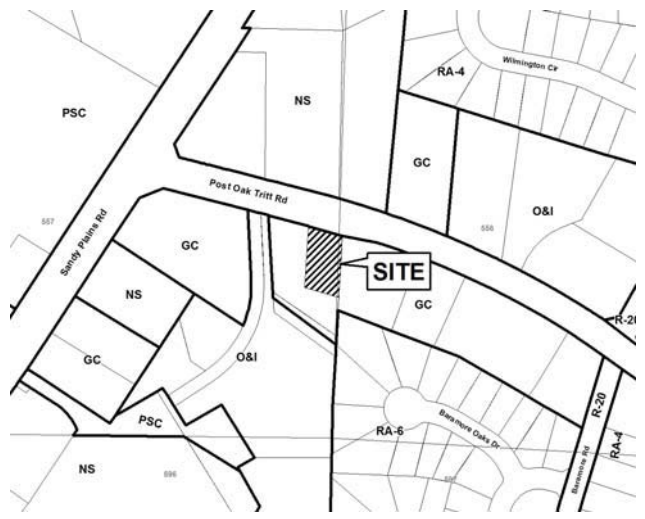 Wilmington Cir
RA-4
NS
PSC
GC
Post Oak Tritt Rd
O&I
557
558
Sandy Plains Rd
GC
SITE
NS
GC
R-20
GC
O&I
R-20
PSC
Baramore Oaks Dr
RA-6
RA-4
Baramore Rd
NS
596